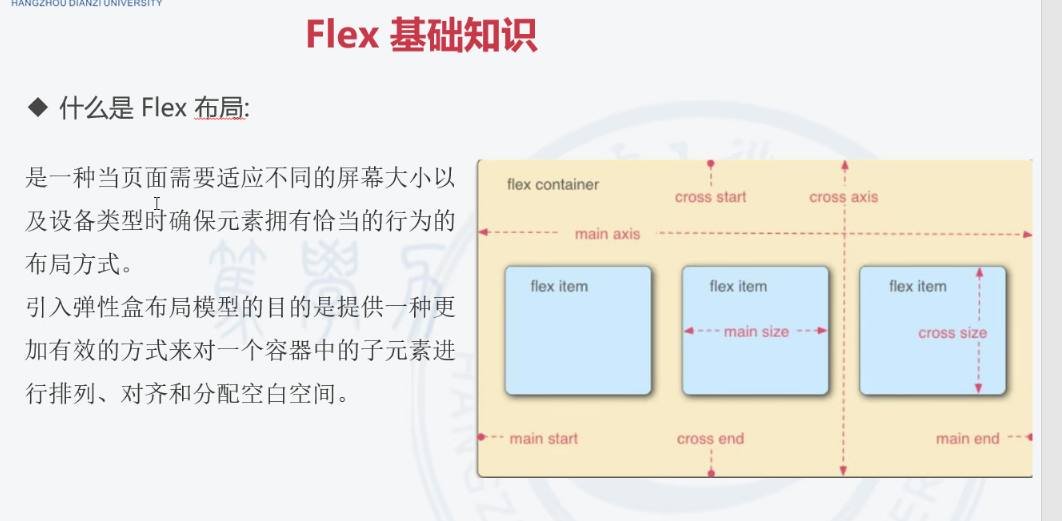 HANGZHOU DIANZI UNIVERSITY
Flex 基础知识
◆ 什么是 Flex 布局:
是一种当页面需要适应不同的屏幕大小以
及设备类型时确保元素拥有恰当的行为的
布局方式。
引入弹性盒布局模型的目的是提供一种更
加有效的方式来对一个容器中的子元素进
行排列、对齐和分配空白空间。
flex container
cross start
cross axis
main axis
flex item
flex item
flex item
main size
cross size
main start
cross end
main end